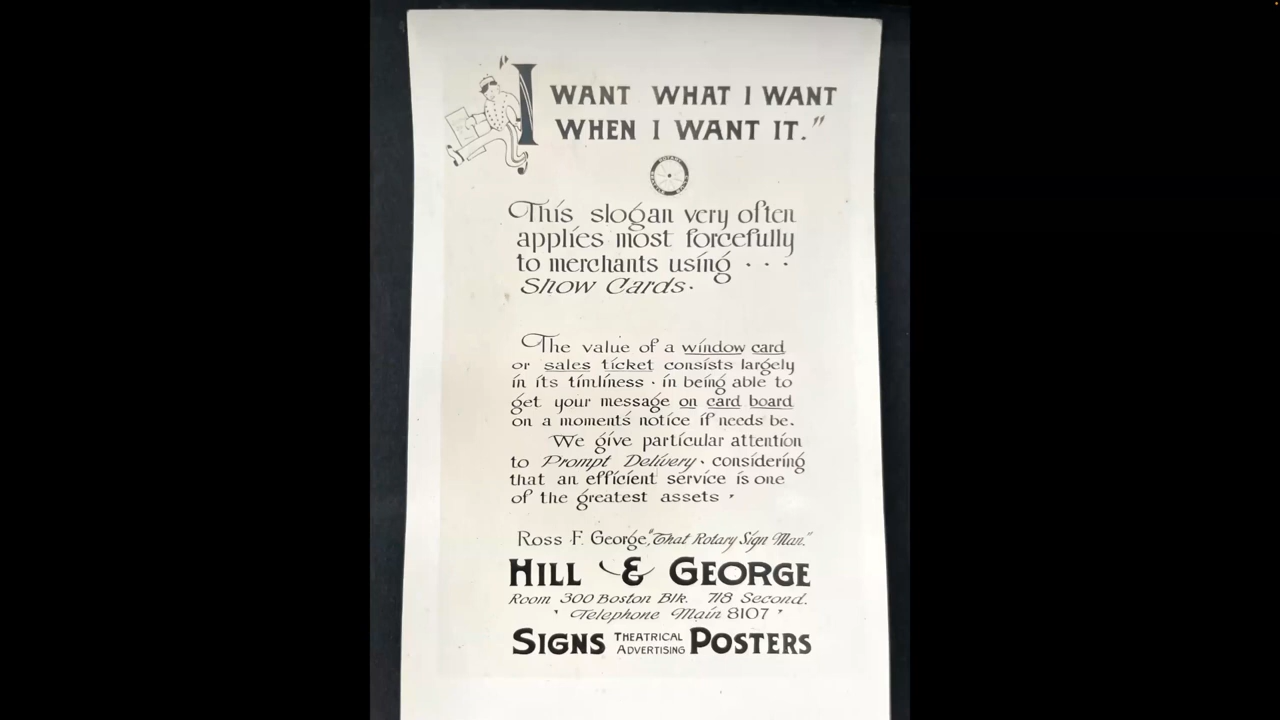 "I WANT WHAT I WANT
WHEN I WANT IT."
ROTARY
SEATTLE
This slogan very often
applies most forcefully
to merchants using . . .
Show Cards.
The value of a window card
or sales ticket consists largely
in its timliness · in being able to
get your message on card board
on a moment's notice if needs be.
We give particular attention
to Prompt Delivery · considering
that an efficient service is one
of the greatest assets ·
Ross F. George, "That Rotary Sign Man."
HILL & GEORGE
Room 300 Boston Blk. 718 Second.
Telephone Main 8107
SIGNS THEATRICAL ADVERTISING POSTERS